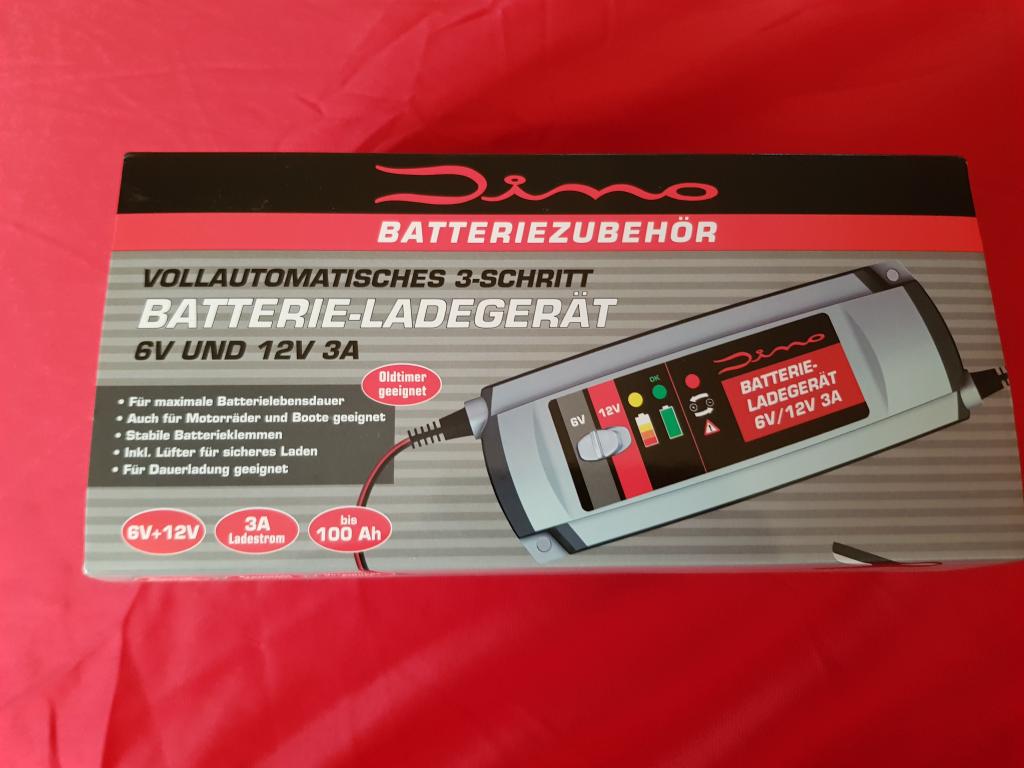 Dino
BATTERIEZUBEHÖR
VOLLAUTOMATISCHES 3-SCHRITT
BATTERIE-LADEGERÄT
6V UND 12V 3A
Oldtimer
geeignet
• Für maximale Batterielebensdauer
• Auch für Motorräder und Boote geeignet
• Stabile Batterieklemmen
• Inkl. Lüfter für sicheres Laden
• Für Dauerladung geeignet
6V+12V
3A
Ladestrom
bis
100 Ah
6V
12V
OK
Dino
BATTERIE-
LADEGERÄT
6V/12V 3A